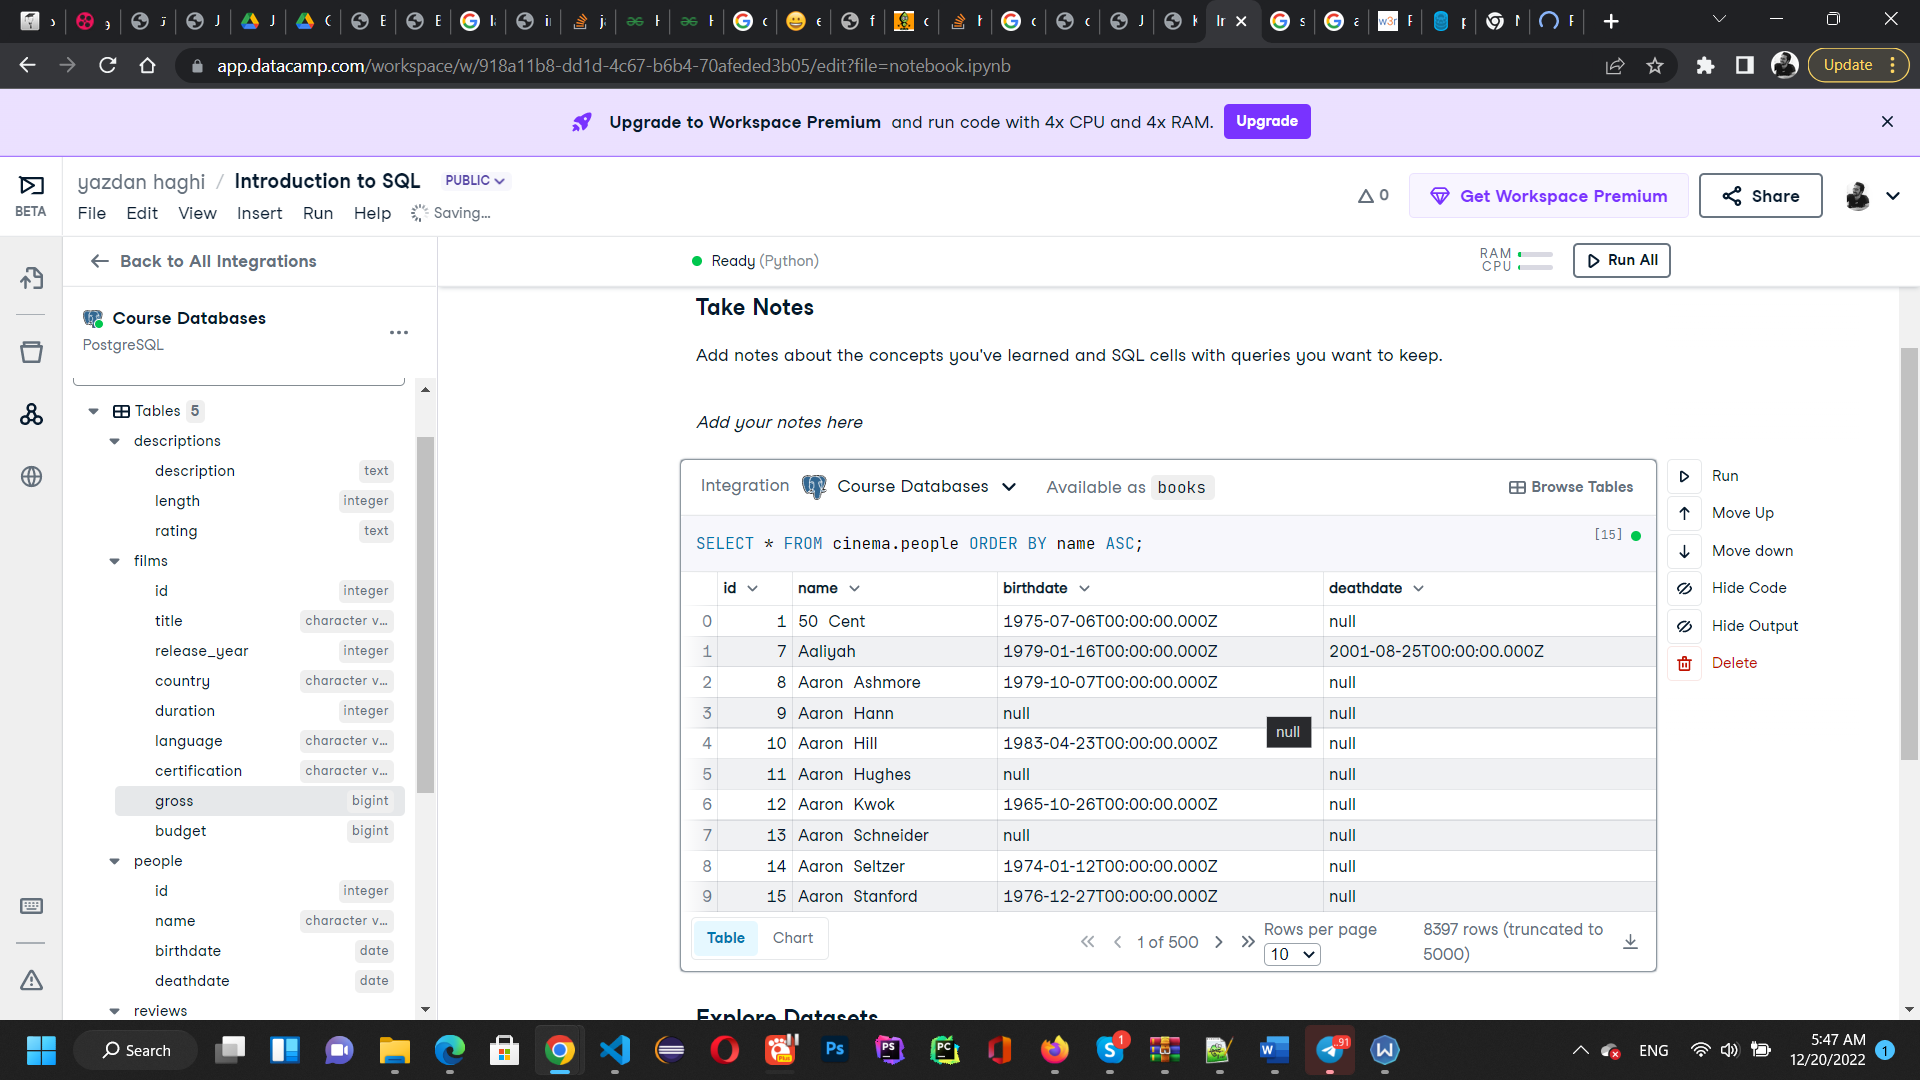 app.datacamp.com/workspace/w/918a11b8-dd1d-4c67-b6b4-70afeded3b05/edit?file=notebook.ipynb
Update
Upgrade to Workspace Premium and run code with 4x CPU and 4x RAM. Upgrade
BETA
yazdan haghi / Introduction to SQL PUBLIC
File Edit View Insert Run Help Saving...
0 Get Workspace Premium Share
Back to All Integrations
Ready (Python)
RAM
CPU
Run All
Course Databases
PostgreSQL
Tables 5
descriptions
description text
length integer
rating text
films
id integer
title character v...
release_year integer
country character v...
duration integer
language character v...
certification character v...
gross bigint
budget bigint
people
id integer
name character v...
birthdate date
deathdate date
reviews
Take Notes
Add notes about the concepts you've learned and SQL cells with queries you want to keep.
Add your notes here
Integration Course Databases Available as books Browse Tables
SELECT * FROM cinema.people ORDER BY name ASC; [15]
id name birthdate deathdate
0 1 50 Cent 1975-07-06T00:00:00.000Z null
1 7 Aaliyah 1979-01-16T00:00:00.000Z 2001-08-25T00:00:00.000Z
2 8 Aaron Ashmore 1979-10-07T00:00:00.000Z null
3 9 Aaron Hann null null
null
4 10 Aaron Hill 1983-04-23T00:00:00.000Z null
5 11 Aaron Hughes null null
6 12 Aaron Kwok 1965-10-26T00:00:00.000Z null
7 13 Aaron Schneider null null
8 14 Aaron Seltzer 1974-01-12T00:00:00.000Z null
9 15 Aaron Stanford 1976-12-27T00:00:00.000Z null
Table Chart
1 of 500
Rows per page
10
8397 rows (truncated to
5000)
Run
Move Up
Move down
Hide Code
Hide Output
Delete
Explore Datasets
Search
ENG
5:47 AM
12/20/2022
1